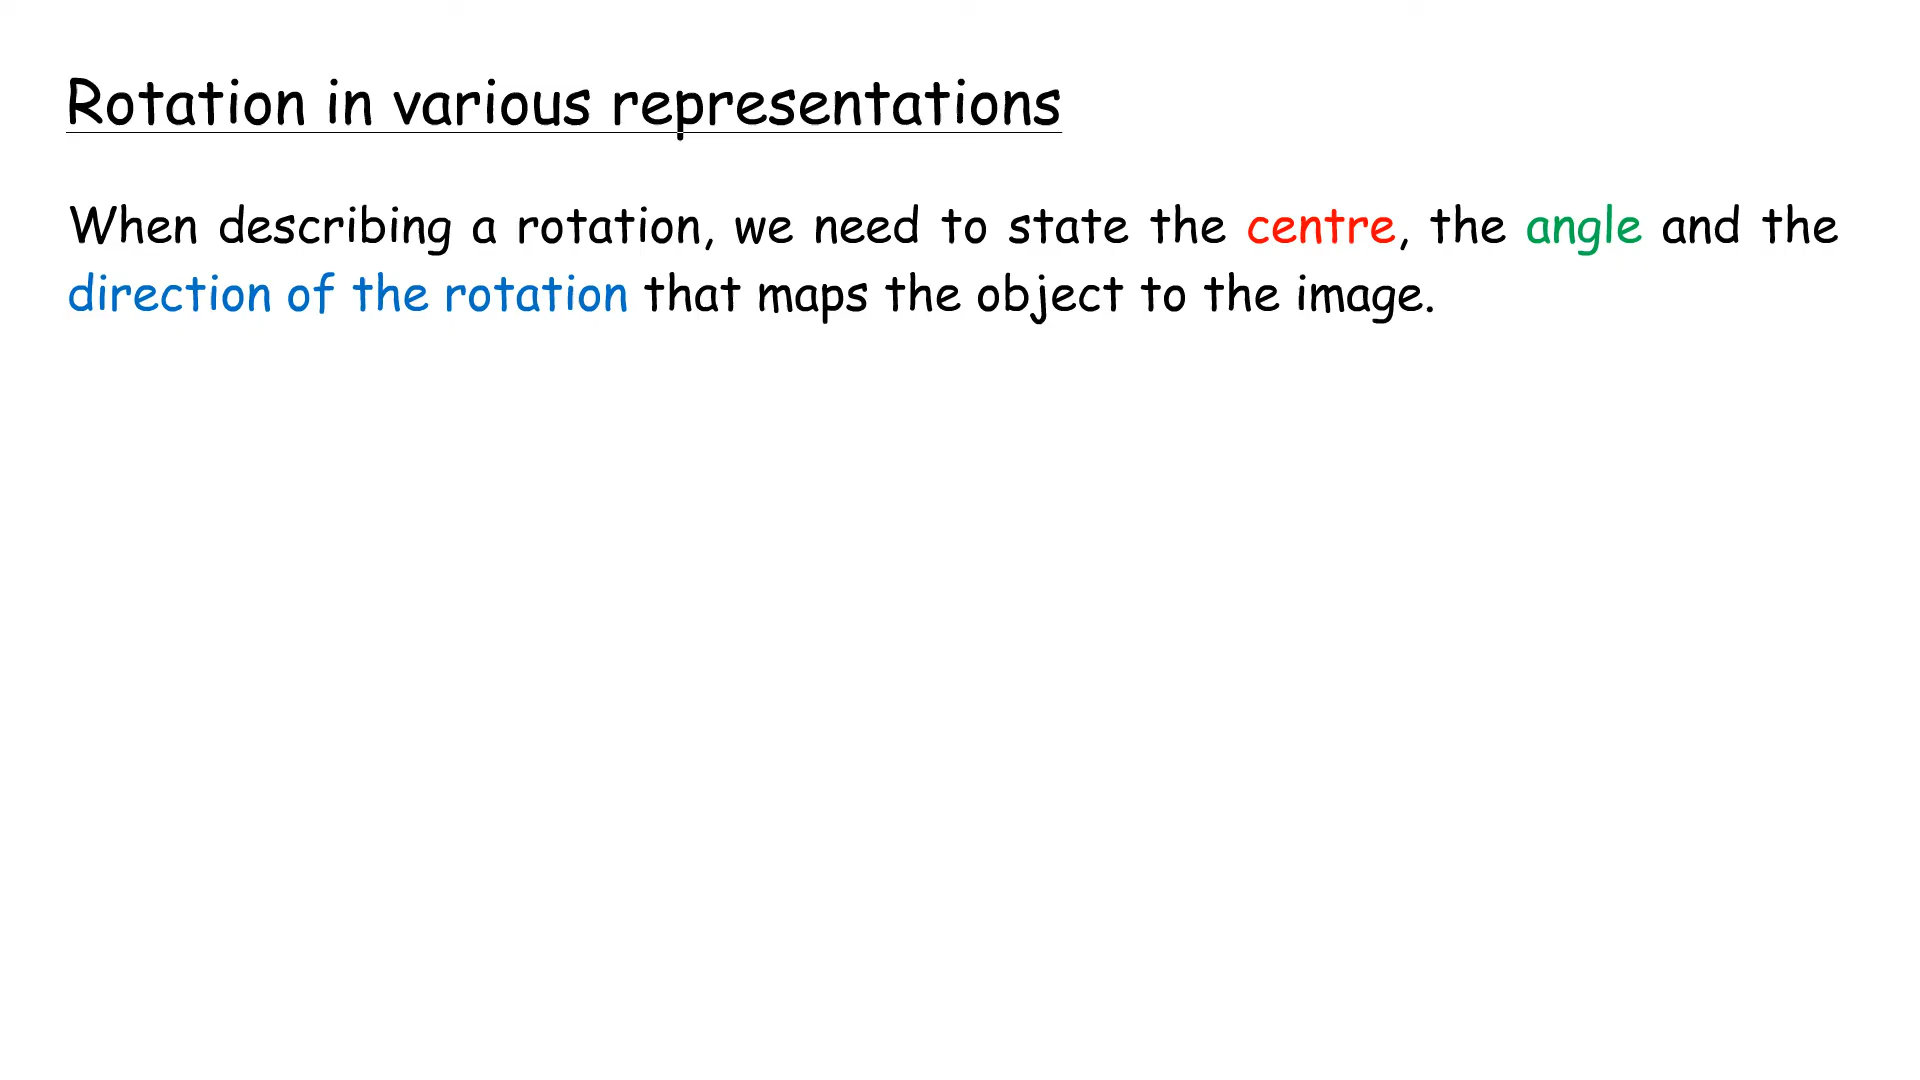 Rotation in various representations
When describing a rotation, we need to state the centre, the angle and the
direction of the rotation that maps the object to the image.